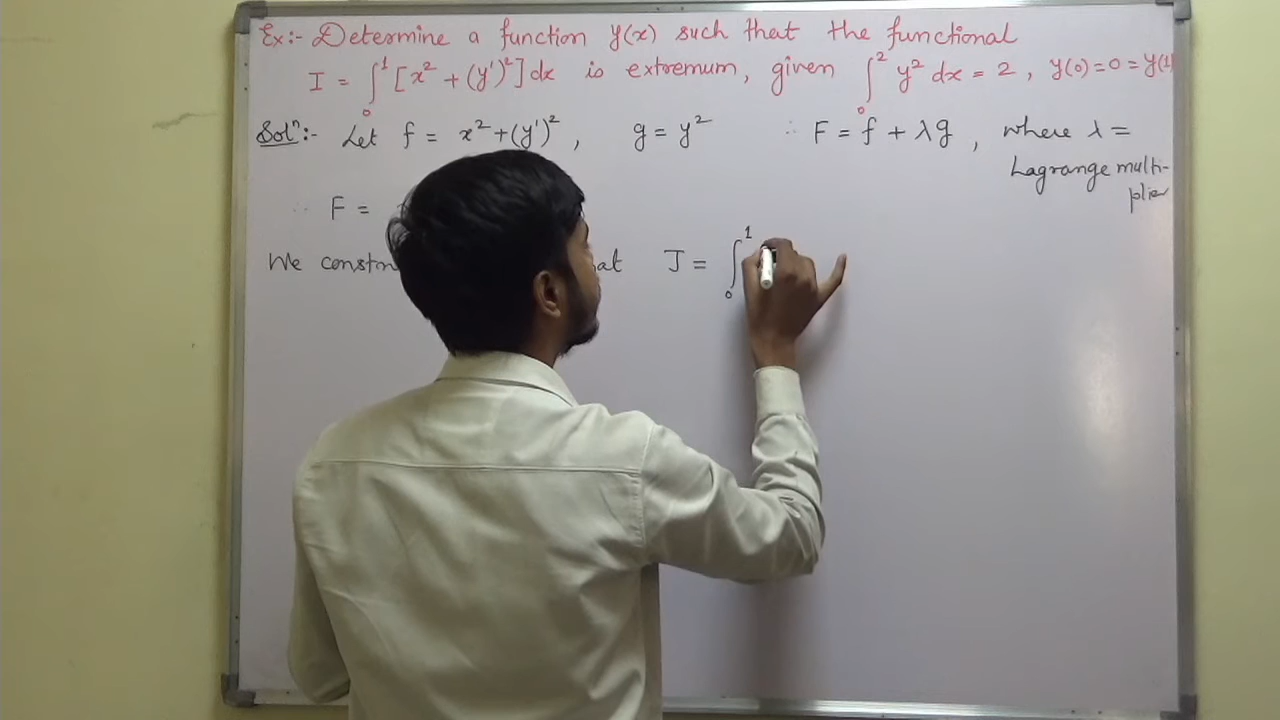 Ex:- Determine a function y(x) such that the functional
I = ∫₀¹ [x² + (y')²] dx is extremum, given ∫₀² y² dx = 2, y(0) = 0 = y(1)
Solⁿ:- Let f = x² + (y')², g = y² ∴ F = f + λg, where λ =
Lagrange multi-
plier
∴ F =
We constr J = ∫₀¹